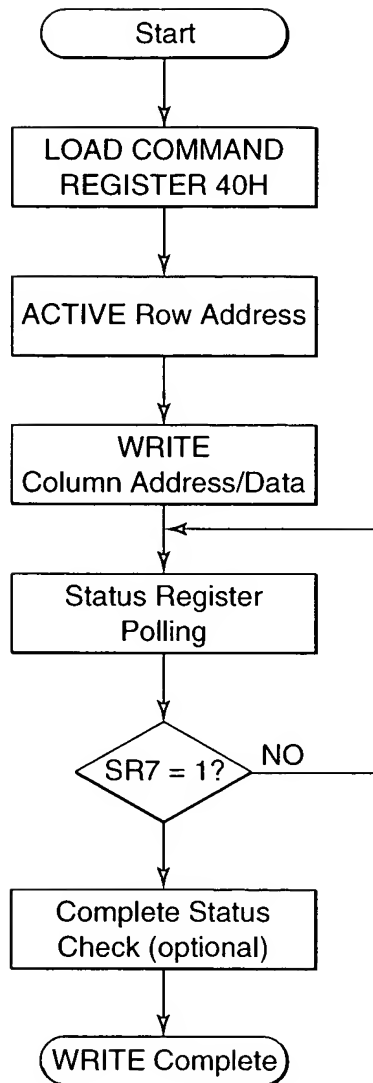 Start
LOAD COMMAND
REGISTER 40H
ACTIVE Row Address
WRITE
Column Address/Data
Status Register
Polling
SR7 = 1?
NO
Complete Status
Check (optional)
WRITE Complete